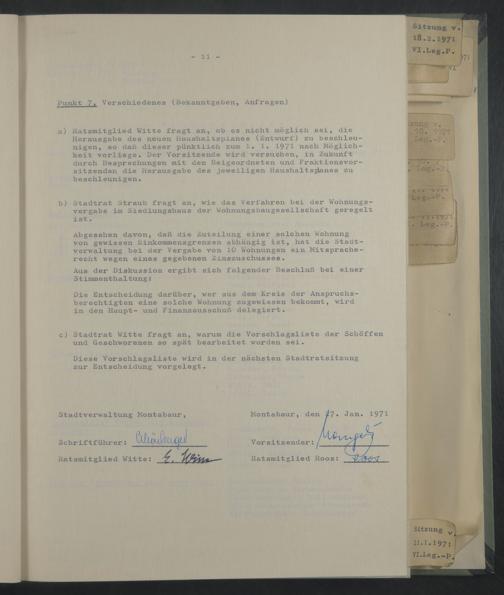 - 11 -
Punkt 7, Verschiedenes (Bekanntgaben, Anfragen)
a) Ratsmitglied Witte fragt an, ob es nicht möglich sei, die
Herausgabe des neuen Haushaltsplanes (Entwurf) zu beschleu-
nigen, so daß dieser pünktlich zum 1. 1. 1971 nach Möglich-
keit vorliege. Der Vorsitzende wird versuchen, in Zukunft
durch Besprechungen mit den Beigeordneten und Fraktionsvor-
sitzenden die Herausgabe des jeweiligen Haushaltsplanes zu
beschleunigen.
b) Stadtrat Straub fragt an, wie das Verfahren bei der Wohnungs-
vergabe im Siedlungshaus der Wohnungsbaugesellschaft geregelt
ist.
Abgesehen davon, daß die Zuteilung einer solchen Wohnung
von gewissen Einkommensgrenzen abhängig ist, hat die Stadt-
verwaltung bei der Vergabe von 10 Wohnungen ein Mitsprache-
recht wegen eines gegebenen Zinszuschusses.
Aus der Diskussion ergibt sich folgender Beschluß bei einer
Stimmenthaltung:
Die Entscheidung darüber, wer aus dem Kreis der Anspruchs-
berechtigten eine solche Wohnung zugewiesen bekommt, wird
in den Haupt- und Finanzausschuß delegiert.
c) Stadtrat Witte fragt an, warum die Vorschlagsliste der Schöffen
und Geschworenen so spät bearbeitet worden sei.
Diese Vorschlagsliste wird in der nächsten Stadtratsitzung
zur Entscheidung vorgelegt.
Stadtverwaltung Montabaur, Montabaur, den 27. Jan. 1971
Schriftführer: Vorsitzender:
Ratsmitglied Witte: Ratsmitglied Roos: Roos
Sitzung v.
18.2.1971
VI.Leg.-P.
Sitzung v.
21.1.1971
VI.Leg.-P.